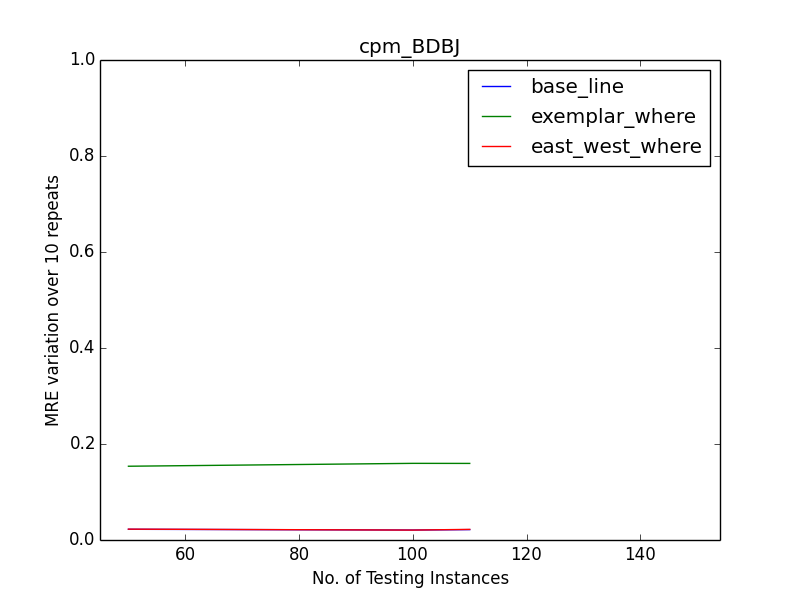 cpm_BDBJ
base_line
exemplar_where
east_west_where
1.0
0.8
0.6
0.4
0.2
0.0
MRE variation over 10 repeats
60 80 100 120 140
No. of Testing Instances